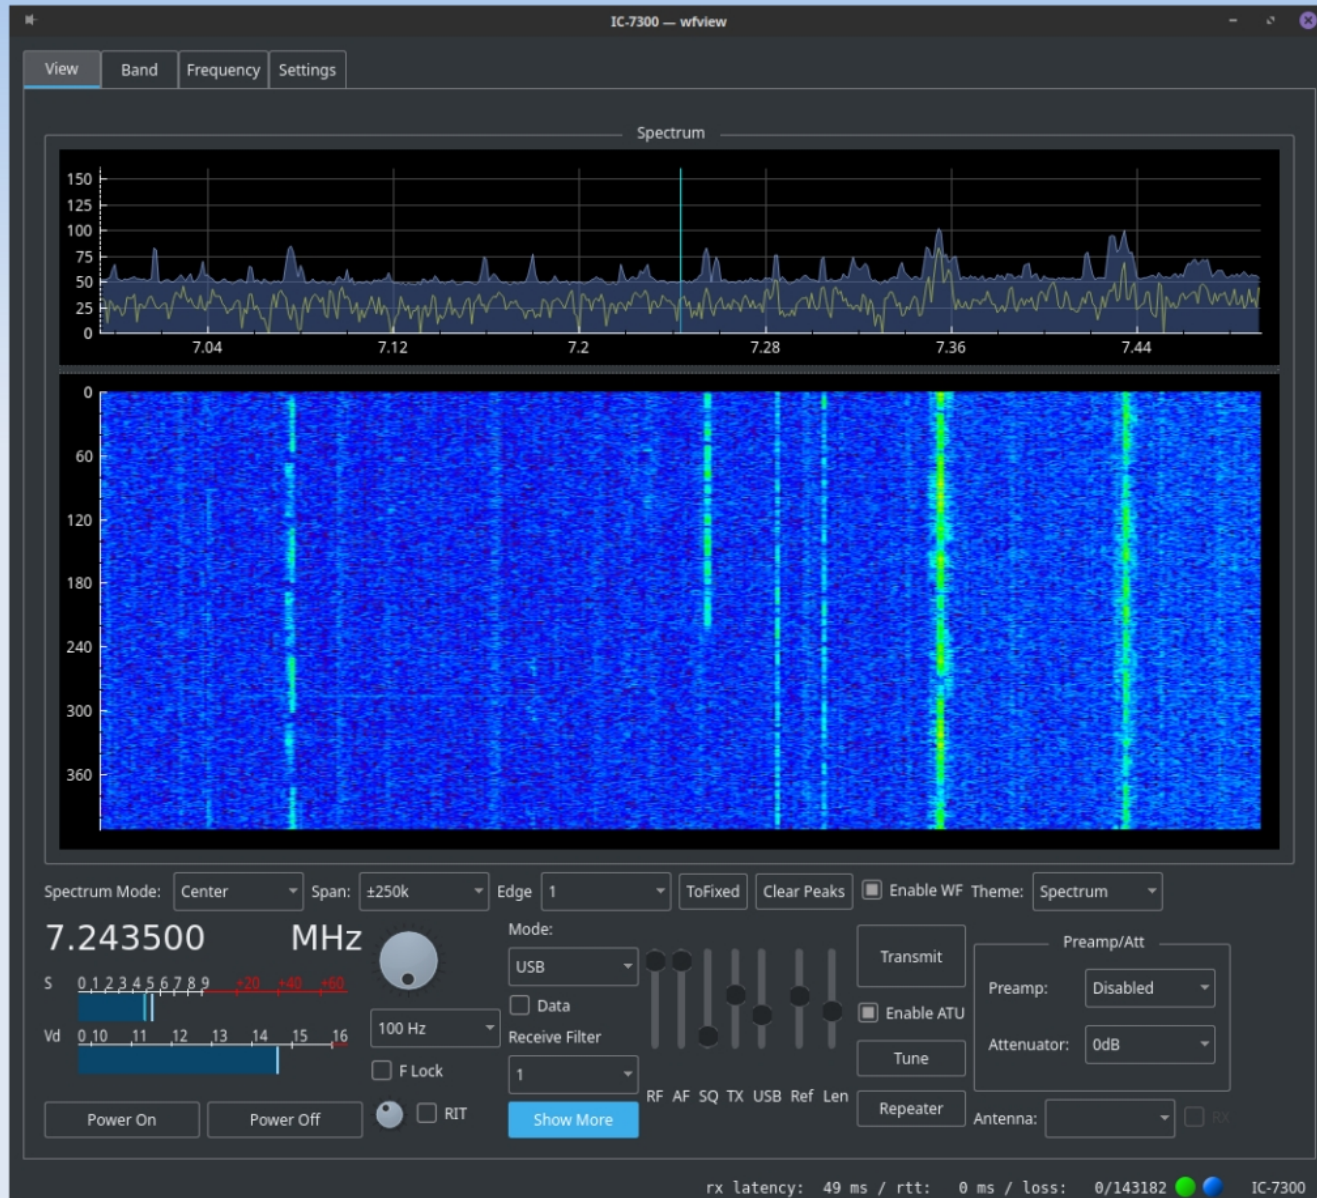 IC-7300 — wfview
View Band Frequency Settings
Spectrum
150
125
100
75
50
25
0
7.04 7.12 7.2 7.28 7.36 7.44
0
60
120
180
240
300
360
Spectrum Mode: Center Span: ±250k Edge 1 ToFixed Clear Peaks Enable WF Theme: Spectrum
7.243500 MHz
S 0 1 2 3 4 5 6 7 8 9 +20 +40 +60
Vd 0 10 11 12 13 14 15 16
Power On Power Off
100 Hz
F Lock
RIT
Mode:
USB
Data
Receive Filter
1
Show More
RF AF SQ TX USB Ref Len
Transmit
Enable ATU
Tune
Repeater
Preamp/Att
Preamp: Disabled
Attenuator: 0dB
Antenna: RX
rx latency: 49 ms / rtt: 0 ms / loss: 0/143182 IC-7300